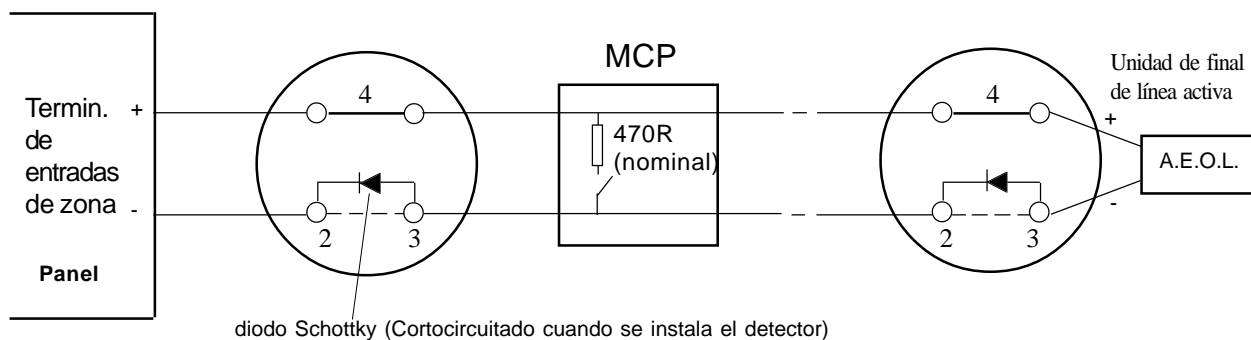 Termin.
de
entradas
de zona
+
-
Panel
4
2
3
MCP
470R
(nominal)
4
2
3
Unidad de final
de línea activa
+
-
A.E.O.L.
diodo Schottky (Cortocircuitado cuando se instala el detector)